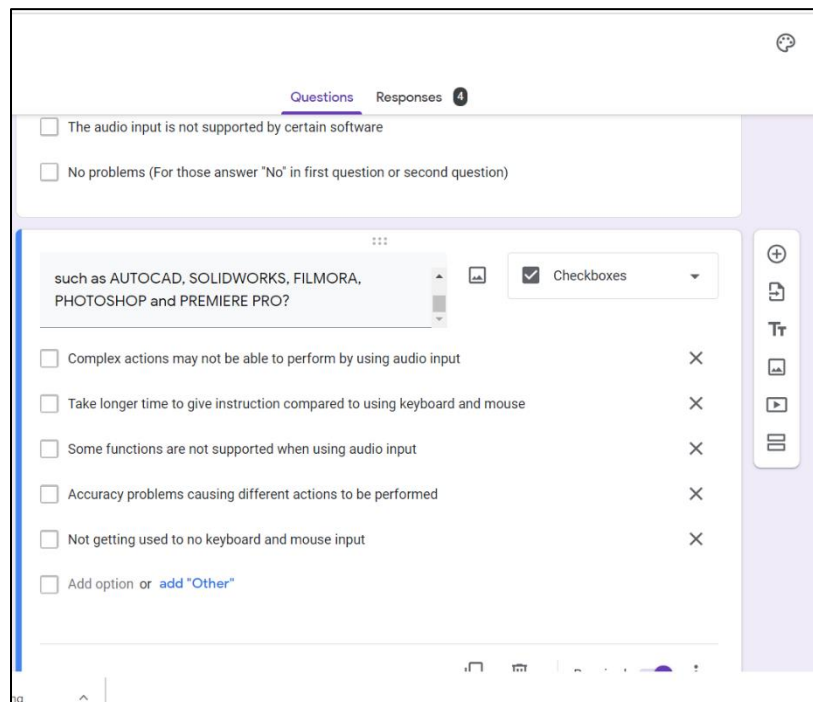 Questions Responses 4
The audio input is not supported by certain software
No problems (For those answer "No" in first question or second question)
such as AUTOCAD, SOLIDWORKS, FILMORA,
PHOTOSHOP and PREMIERE PRO?
Checkboxes
Complex actions may not be able to perform by using audio input
Take longer time to give instruction compared to using keyboard and mouse
Some functions are not supported when using audio input
Accuracy problems causing different actions to be performed
Not getting used to no keyboard and mouse input
Add option or add "Other"